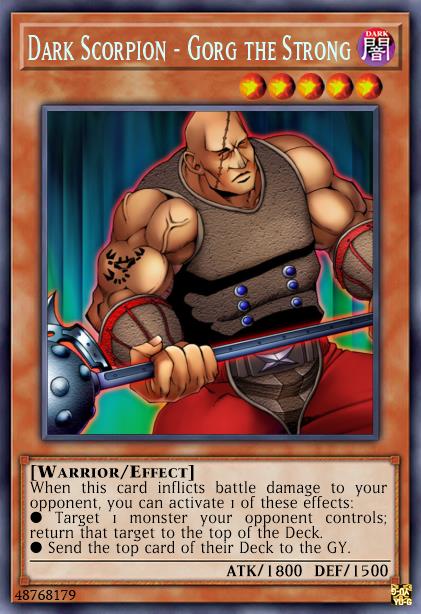 Dark Scorpion - Gorg the Strong
DARK
闇
[Warrior/Effect]
When this card inflicts battle damage to your
opponent, you can activate 1 of these effects:
● Target 1 monster your opponent controls;
return that target to the top of the Deck.
● Send the top card of their Deck to the GY.
ATK/1800 DEF/1500
48768179